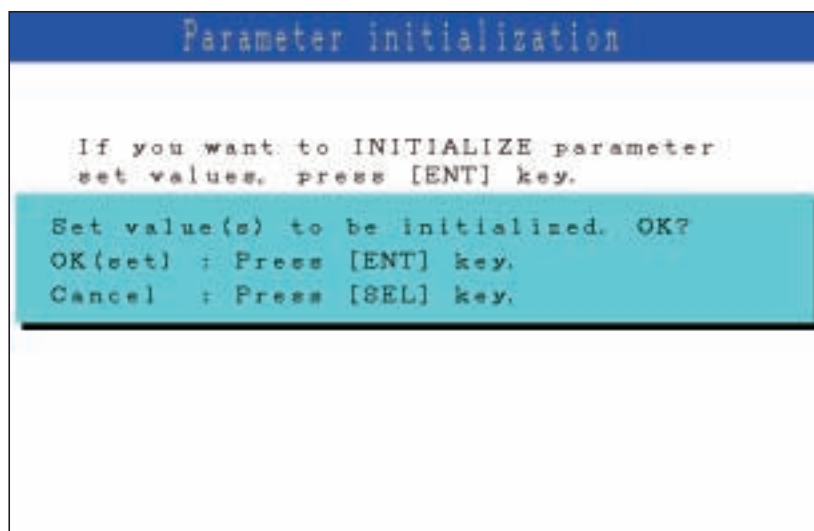 Parameter initialization
If you want to INITIALIZE parameter
set values, press [ENT] key.
Set value(s) to be initialized. OK?
OK(set) : Press [ENT] key.
Cancel : Press [SEL] key.